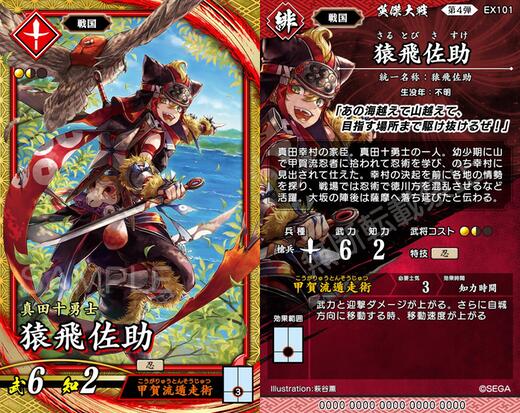 戦国
SAMPLE
真田十勇士
猿飛佐助
忍
武6 知2
こうがりゅうとんそうじゅつ
甲賀流遁走術
3
絆
戦国
英傑大戦
第4弾
EX101
さる とび さ すけ
猿飛佐助
統一名称：猿飛佐助
生没年：不明
「あの海越えて山越えて、
目指す場所まで駆け抜けるぜ！」
真田幸村の家臣。真田十勇士の一人。幼少期に山
で甲賀流忍者に拾われて忍術を学び、のち幸村に
見出されて仕えた。幸村の決起を前に各地の情勢
を探り、戦場では忍術で徳川方を混乱させるなど
活躍。大坂の陣後は薩摩へ落ち延びたと伝わる。
兵種 武力 知力 武将コスト
槍兵 6 2 特技 忍
こうがりゅうとんそうじゅつ 必要士気 効果時間
甲賀流遁走術 3 知力時間
効果範囲
武力と迎撃ダメージが上がる。さらに自城
方向に移動する時、移動速度が上がる
Illustration:萩谷薫
©SEGA
0000-0000-0000-0000-0000